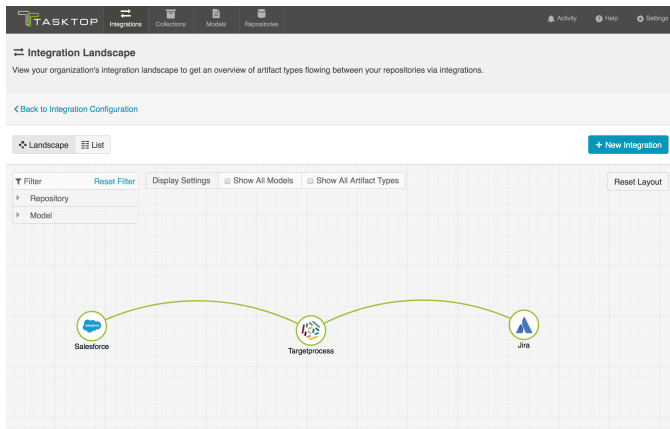 TASKTOP
Integrations
Collections
Models
Repositories
Activity
Help
Settings
Integration Landscape
View your organization's integration landscape to get an overview of artifact types flowing between your repositories via integrations.
Back to Integration Configuration
Landscape
List
+ New Integration
Filter
Reset Filter
Display Settings
Show All Models
Show All Artifact Types
Reset Layout
Repository
Model
salesforce
Salesforce
Targetprocess
Jira